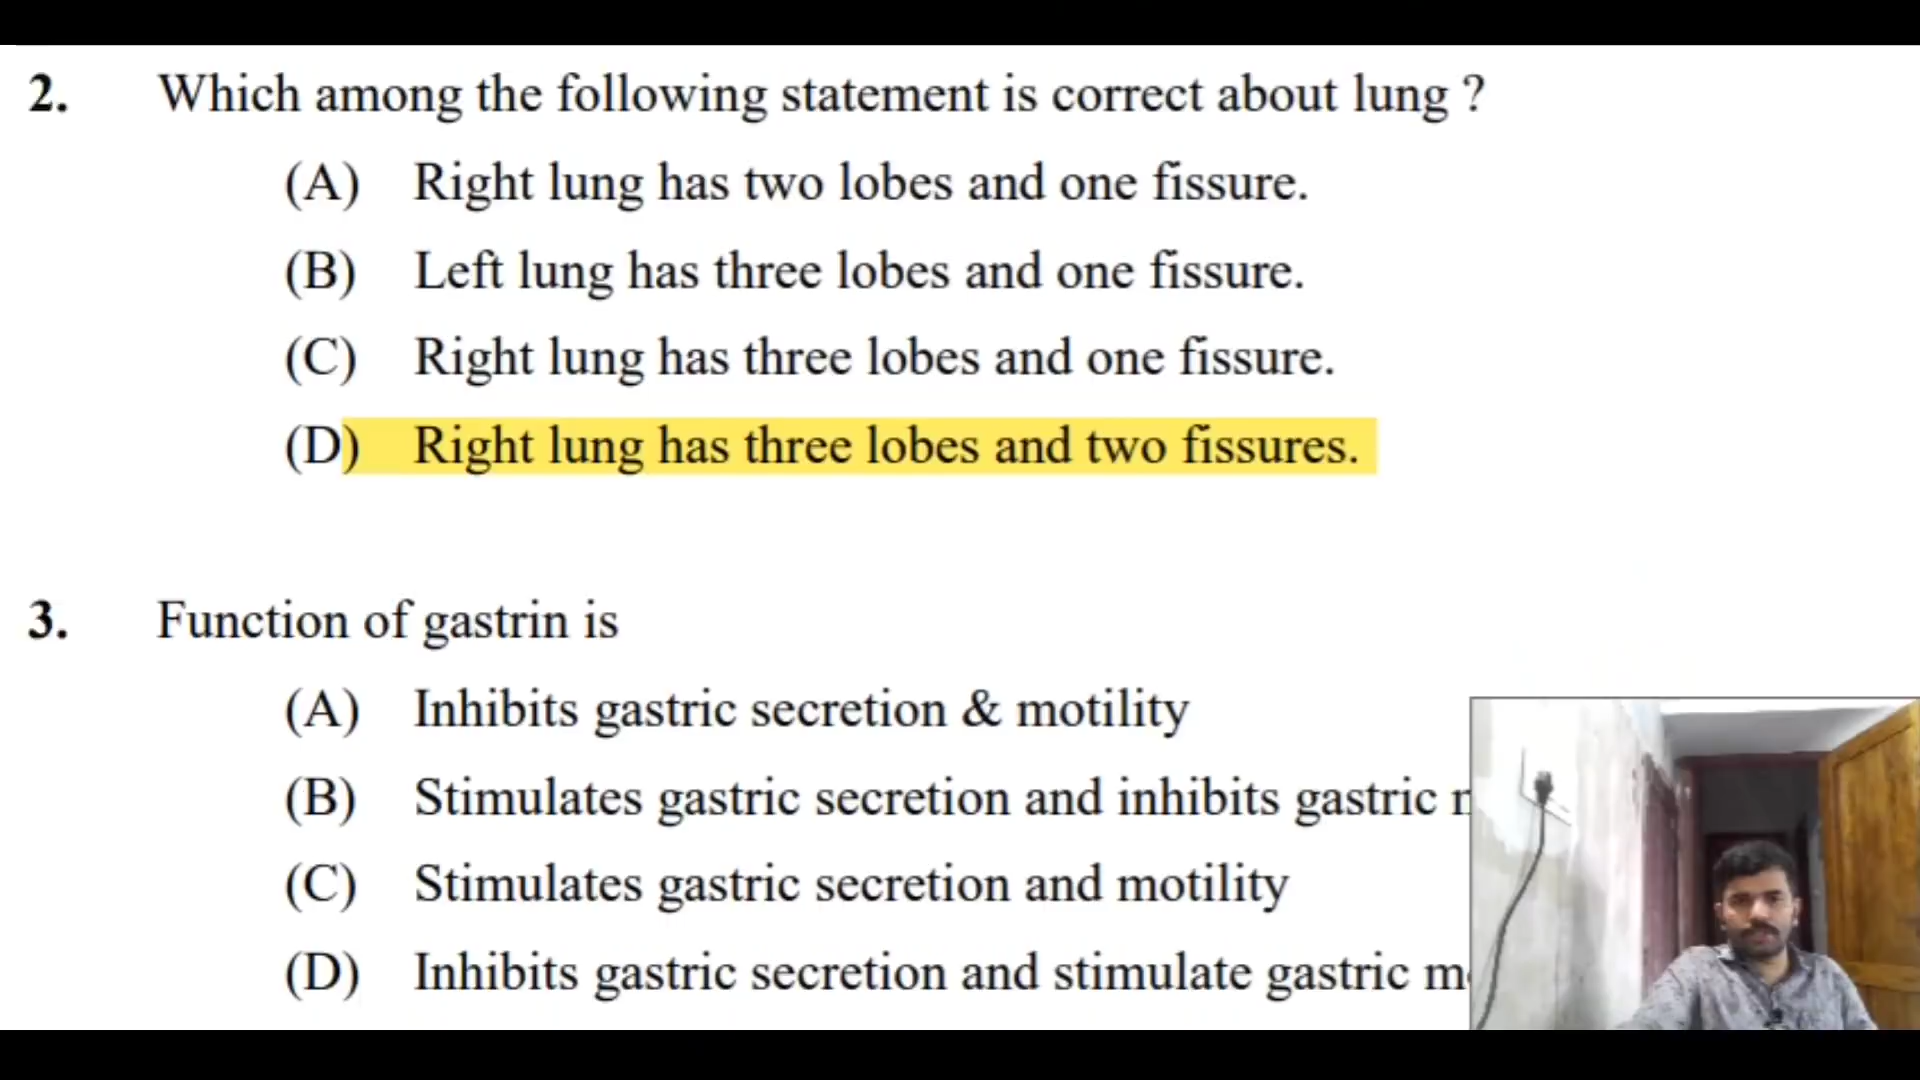 2. Which among the following statement is correct about lung ?
(A) Right lung has two lobes and one fissure.
(B) Left lung has three lobes and one fissure.
(C) Right lung has three lobes and one fissure.
(D) Right lung has three lobes and two fissures.
3. Function of gastrin is
(A) Inhibits gastric secretion & motility
(B) Stimulates gastric secretion and inhibits gastric
(C) Stimulates gastric secretion and motility
(D) Inhibits gastric secretion and stimulate gastric